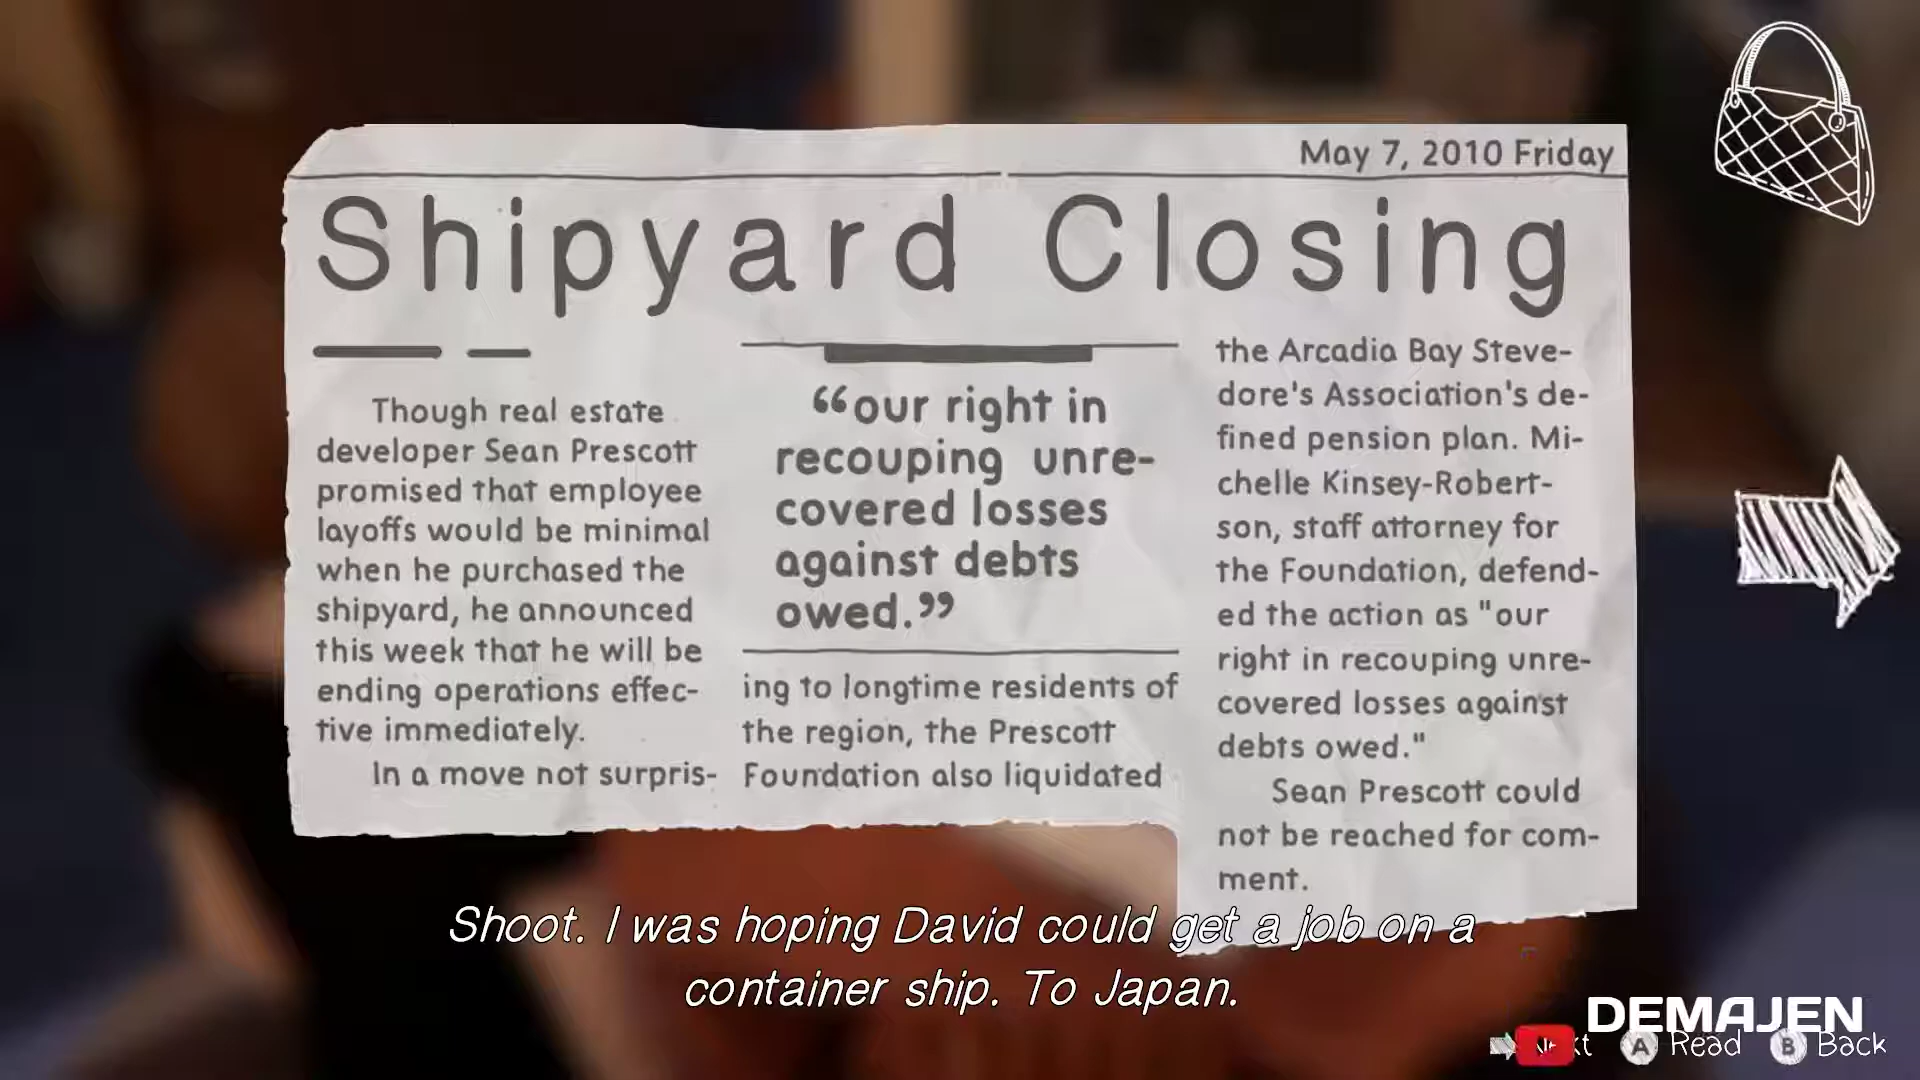 May 7, 2010 Friday
Shipyard Closing
Though real estate
developer Sean Prescott
promised that employee
layoffs would be minimal
when he purchased the
shipyard, he announced
this week that he will be
ending operations effec-
tive immediately.
In a move not surpris-
“our right in
recouping unre-
covered losses
against debts
owed.”
ing to longtime residents of
the region, the Prescott
Foundation also liquidated
the Arcadia Bay Steve-
dore's Association's de-
fined pension plan. Mi-
chelle Kinsey-Robert-
son, staff attorney for
the Foundation, defend-
ed the action as "our
right in recouping unre-
covered losses against
debts owed."
Sean Prescott could
not be reached for com-
ment.
Shoot. I was hoping David could get a job on a
container ship. To Japan.
DEMAJEN
Next A Read B Back